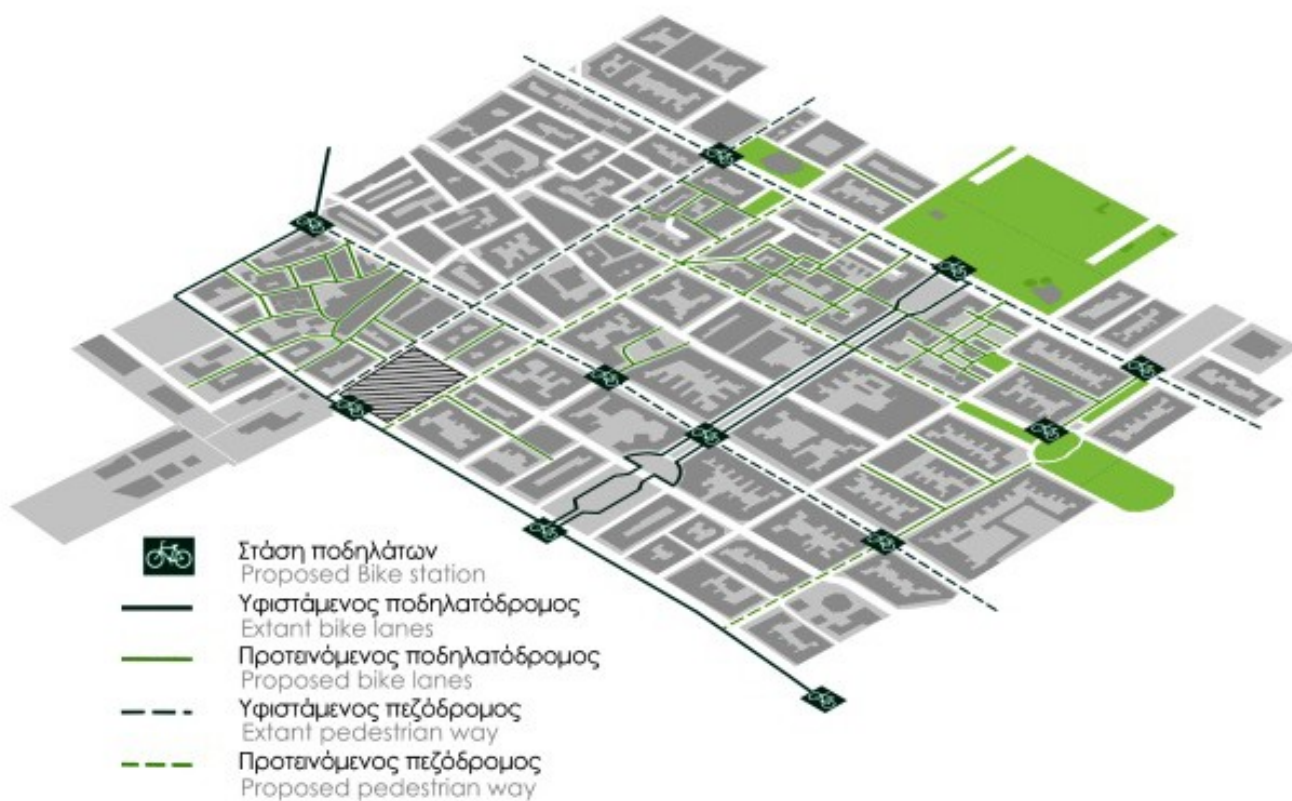 Στάση ποδηλάτων
Proposed Bike station
Υφιστάμενος ποδηλατόδρομος
Extant bike lanes
Προτεινόμενος ποδηλατόδρομος
Proposed bike lanes
Υφιστάμενος πεζόδρομος
Extant pedestrian way
Προτεινόμενος πεζόδρομος
Proposed pedestrian way